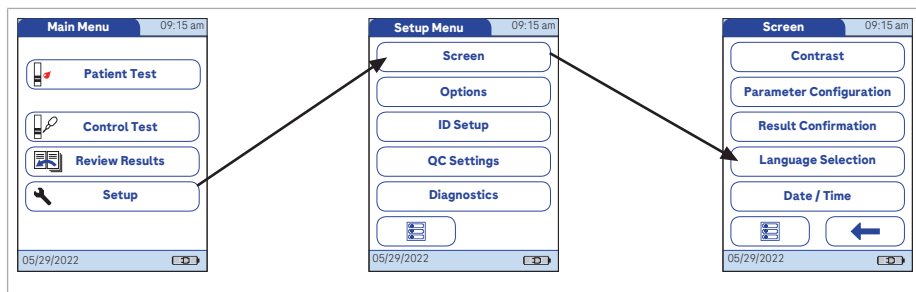 Main Menu 09:15 am
Patient Test
Control Test
Review Results
Setup
05/29/2022
Setup Menu 09:15 am
Screen
Options
ID Setup
QC Settings
Diagnostics
05/29/2022
Screen 09:15 am
Contrast
Parameter Configuration
Result Confirmation
Language Selection
Date / Time
05/29/2022